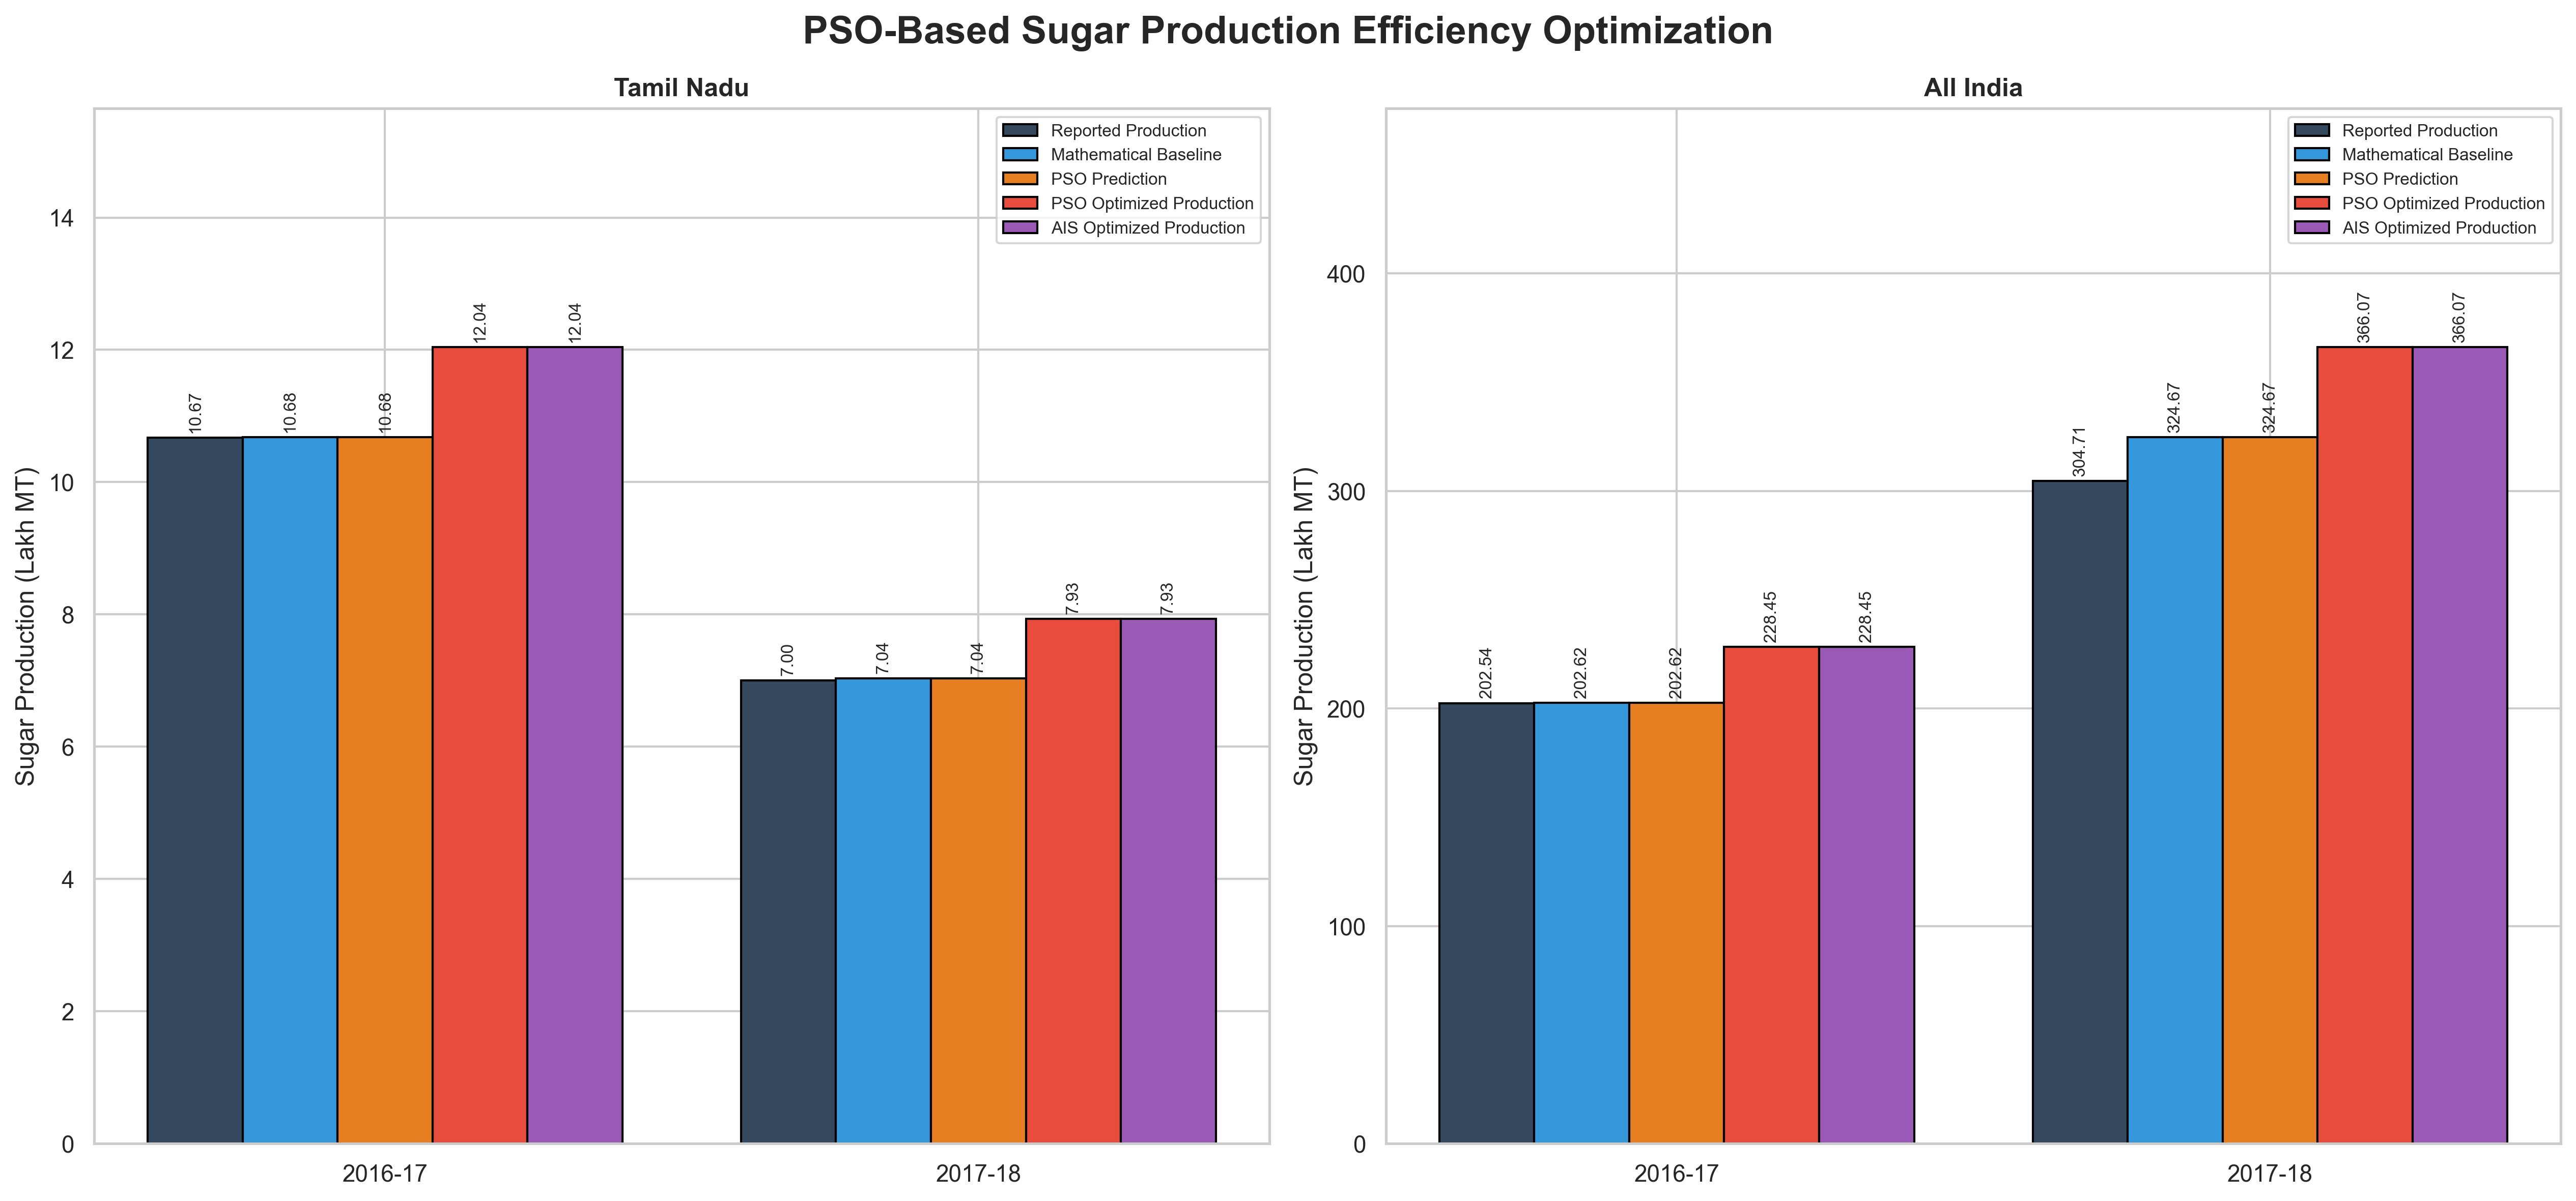 PSO-Based Sugar Production Efficiency Optimization
Tamil Nadu
Sugar Production (Lakh MT)
14
12
10
8
6
4
2
0
Reported Production
Mathematical Baseline
PSO Prediction
PSO Optimized Production
AIS Optimized Production
10.67
10.68
10.68
12.04
12.04
7.00
7.04
7.04
7.93
7.93
2016-17
2017-18
All India
Sugar Production (Lakh MT)
400
300
200
100
0
Reported Production
Mathematical Baseline
PSO Prediction
PSO Optimized Production
AIS Optimized Production
202.54
202.62
202.62
228.45
228.45
304.71
324.67
324.67
366.07
366.07
2016-17
2017-18